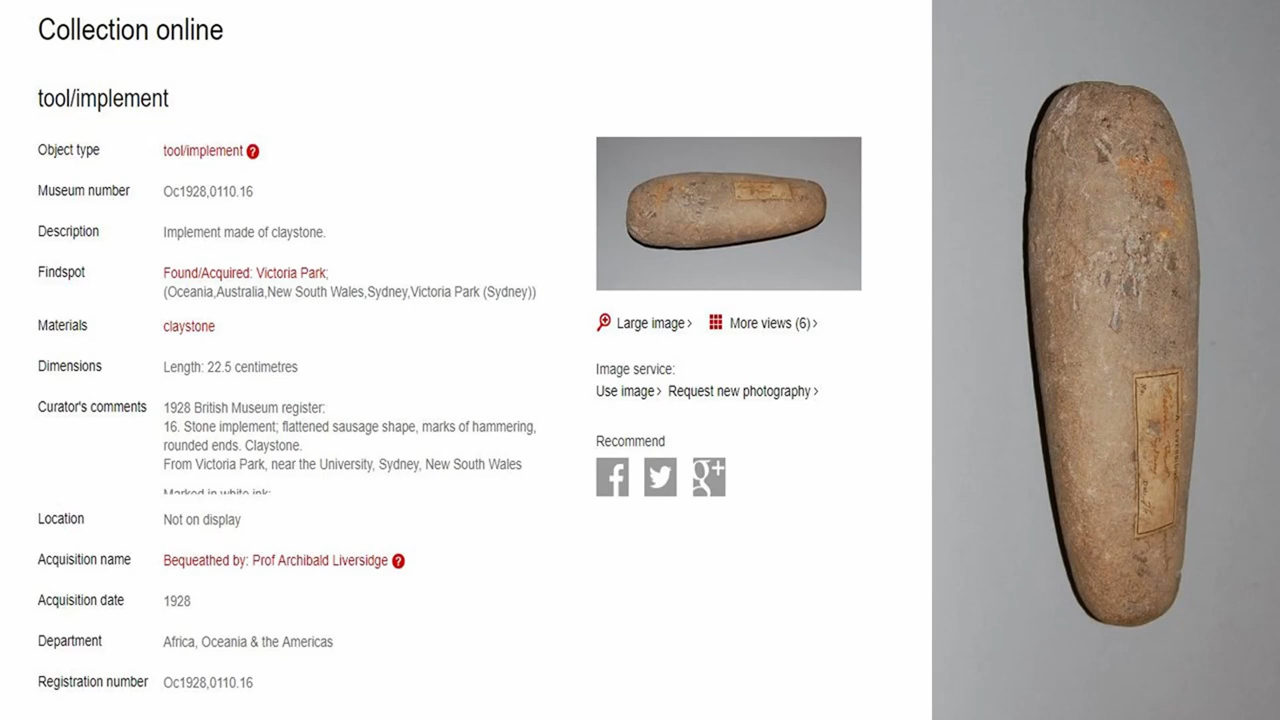 Collection online
tool/implement
Object type tool/implement ?
Museum number Oc1928,0110.16
Description Implement made of claystone.
Findspot Found/Acquired: Victoria Park;
(Oceania,Australia,New South Wales,Sydney,Victoria Park (Sydney))
Materials claystone
Dimensions Length: 22.5 centimetres
Curator's comments 1928 British Museum register:
16. Stone implement; flattened sausage shape, marks of hammering,
rounded ends. Claystone.
From Victoria Park, near the University, Sydney, New South Wales
Marked in white ink:
Location Not on display
Acquisition name Bequeathed by: Prof Archibald Liversidge ?
Acquisition date 1928
Department Africa, Oceania & the Americas
Registration number Oc1928,0110.16
Large image › More views (6) ›
Image service:
Use image › Request new photography ›
Recommend
f g+